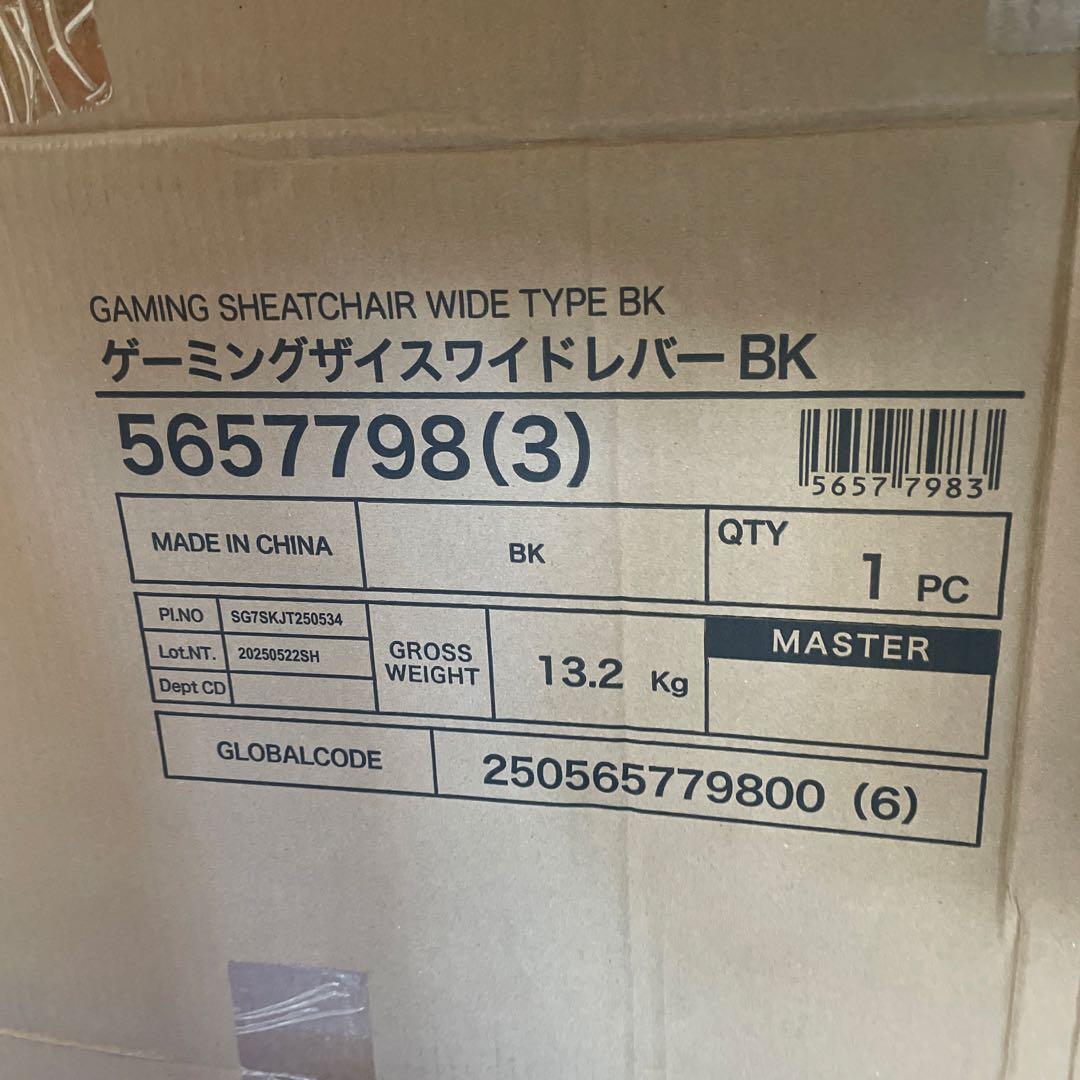 GAMING SHEATCHAIR WIDE TYPE BK
ゲーミングザイスワイドレバーBK
5657798(3)
5657 7983
MADE IN CHINA
BK
QTY
1 PC
PI.NO
SG7SKJT250534
Lot.NT.
20250522SH
Dept CD
GROSS
WEIGHT
13.2 Kg
MASTER
GLOBALCODE
250565779800 (6)